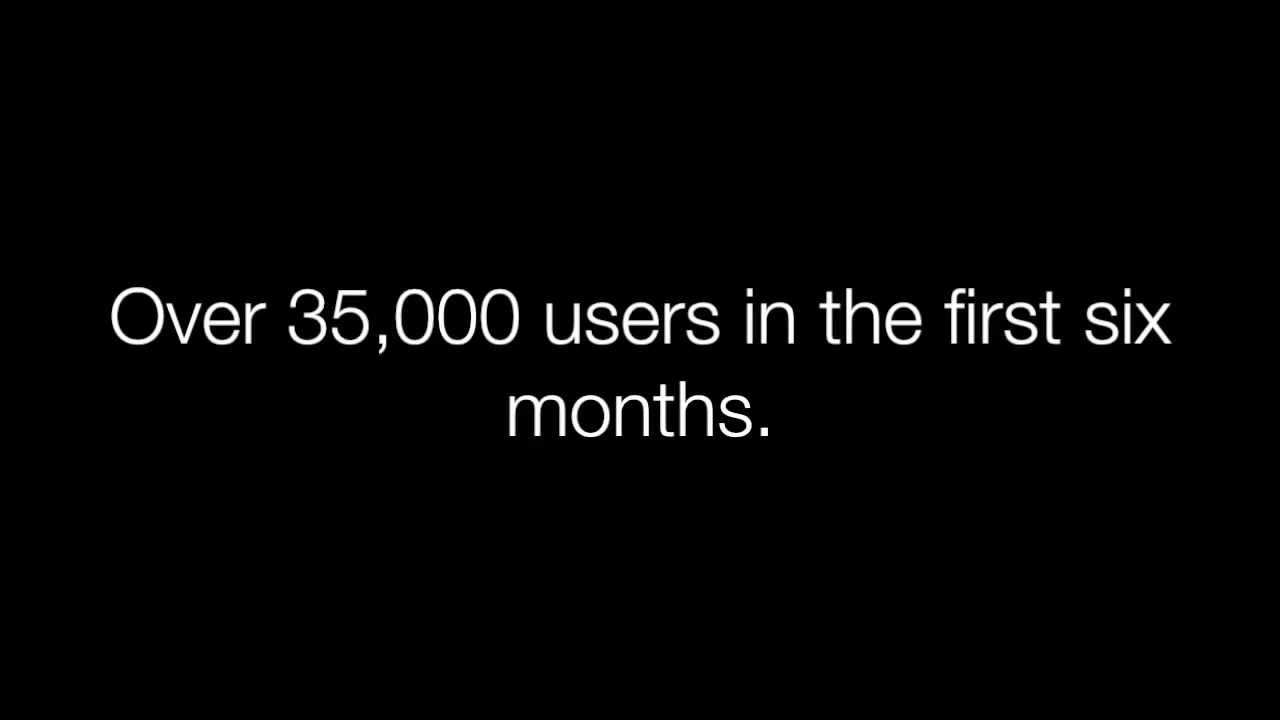 Over 35,000 users in the first six
months.